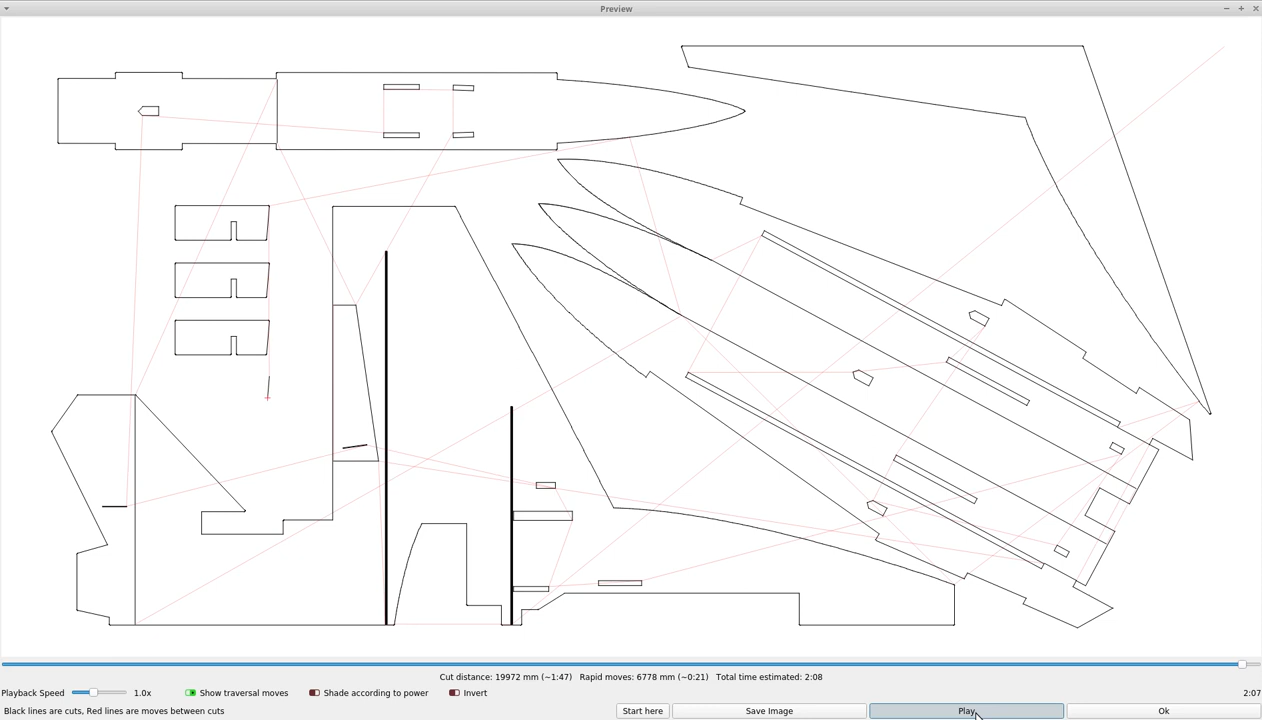 Preview
Cut distance: 19972 mm (~1:47)   Rapid moves: 6778 mm (~0:21)   Total time estimated: 2:08
Playback Speed 1.0x Show traversal moves Shade according to power Invert 2:07
Black lines are cuts, Red lines are moves between cuts Start here Save Image Play Ok